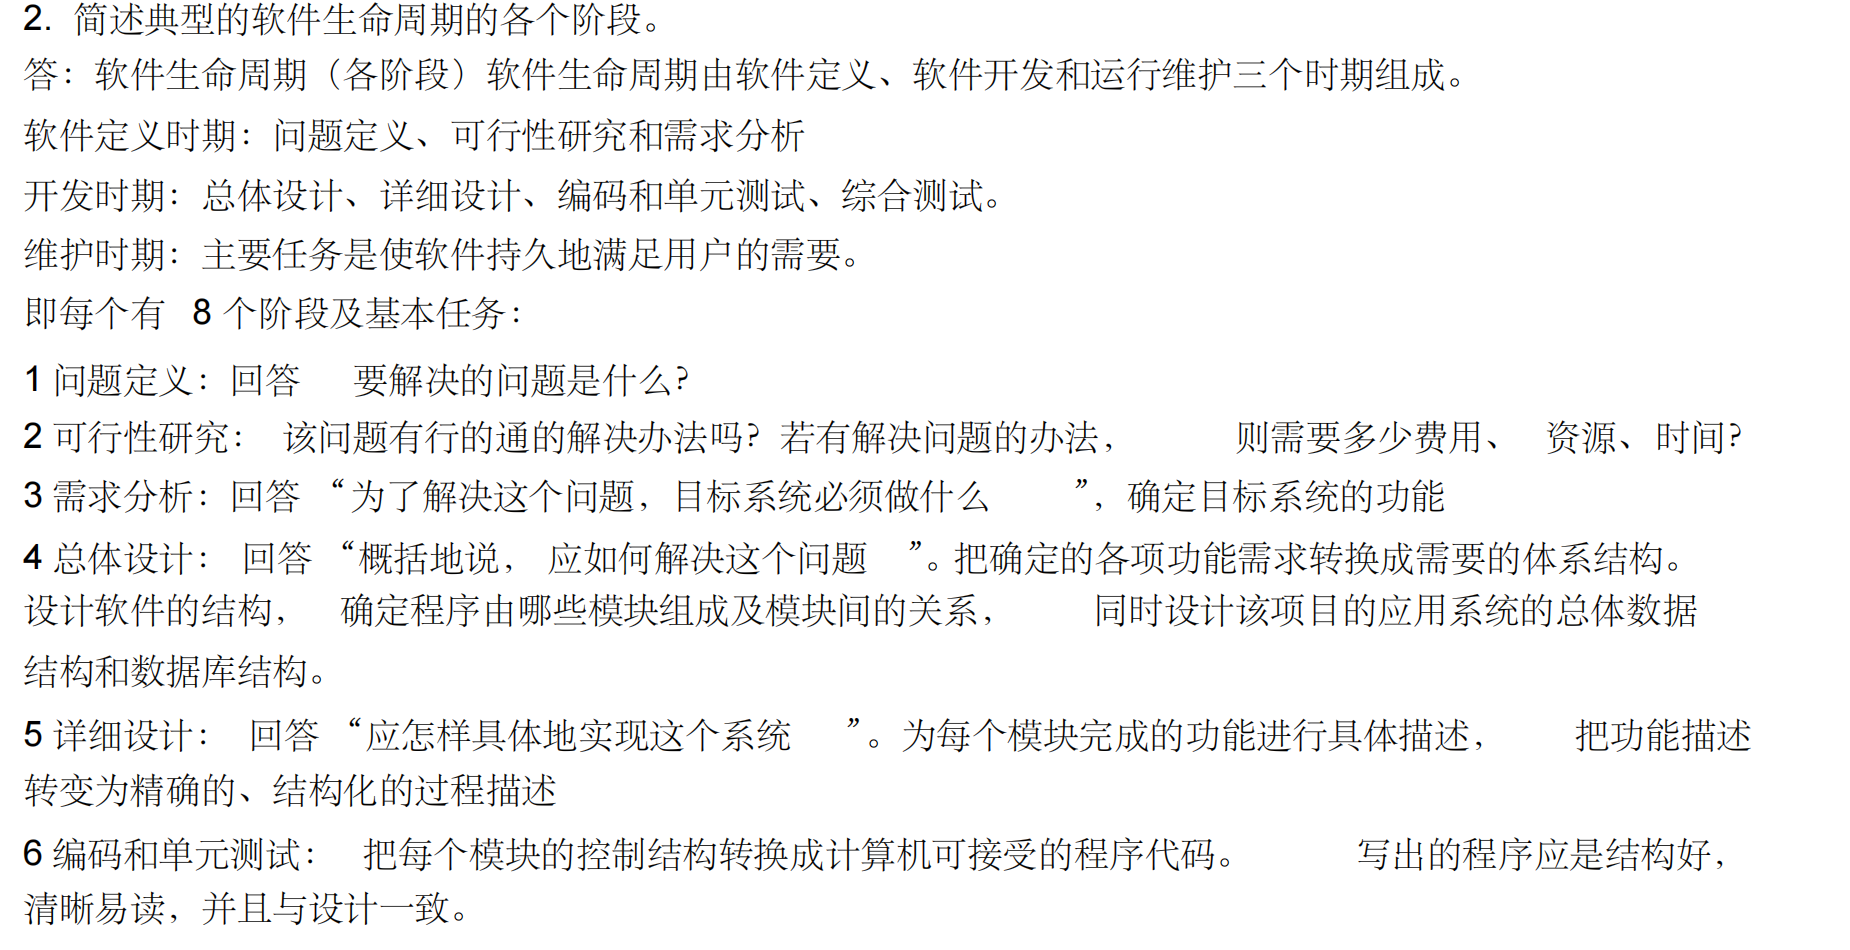 2. 简述典型的软件生命周期的各个阶段。
答：软件生命周期（各阶段）软件生命周期由软件定义、软件开发和运行维护三个时期组成。
软件定义时期：问题定义、可行性研究和需求分析
开发时期：总体设计、详细设计、编码和单元测试、综合测试。
维护时期：主要任务是使软件持久地满足用户的需要。
即每个有 8 个阶段及基本任务：
1 问题定义：回答 要解决的问题是什么？
2 可行性研究： 该问题有行的通的解决办法吗？若有解决问题的办法， 则需要多少费用、 资源、时间？
3 需求分析：回答 “为了解决这个问题，目标系统必须做什么 ”，确定目标系统的功能
4 总体设计： 回答 “概括地说， 应如何解决这个问题 ”。把确定的各项功能需求转换成需要的体系结构。
设计软件的结构， 确定程序由哪些模块组成及模块间的关系， 同时设计该项目的应用系统的总体数据
结构和数据库结构。
5 详细设计： 回答 “应怎样具体地实现这个系统 ”。为每个模块完成的功能进行具体描述， 把功能描述
转变为精确的、结构化的过程描述
6 编码和单元测试： 把每个模块的控制结构转换成计算机可接受的程序代码。 写出的程序应是结构好，
清晰易读，并且与设计一致。